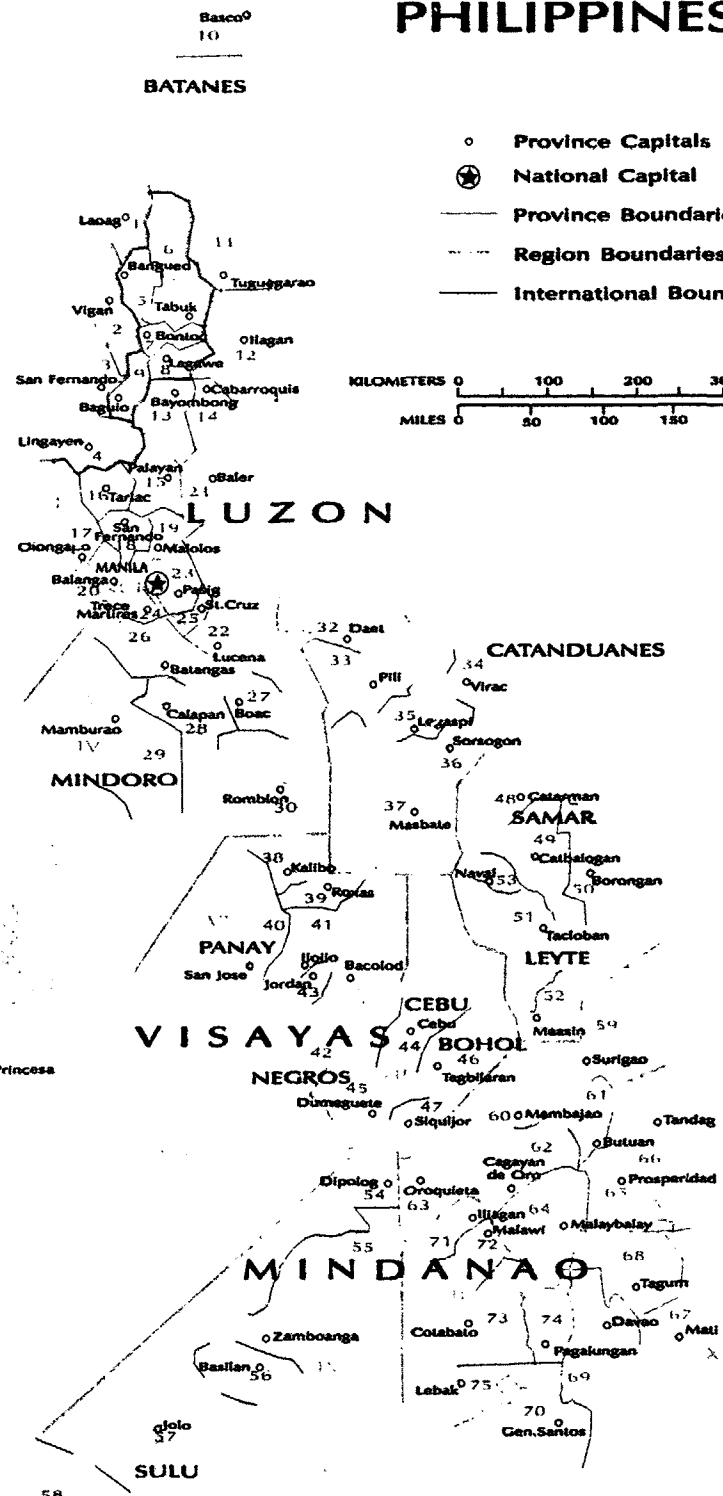 PHILIPPINES
Basco
10
BATANES
Province Capitals
National Capital
Province Boundari
Region Boundaries
International Boun
Laoag
1
6
11
Bangued
Tuguegarao
Vigan
5
Tabuk
2
Bontoc
7
Ilagan
12
3
9
8
Lagawe
San Fernando
Cabarroquis
Baguio
Bayombong
13
14
KILOMETERS 0 100 200 30
MILES 0 50 100 150
Lingayen
4
Palayan
15
Baler
16
Tarlac
21
LUZON
17
San
Fernando
19
Olongapo
Malolos
MANILA
Balanga
20
23
Pasig
Trece
Martires
24
25
St.Cruz
26
22
Lucena
32
Daet
33
CATANDUANES
Batangas
Pili
34
Virac
27
Calapan
Boac
28
35
Legaspi
Mamburao
IV
Sorsogon
36
29
MINDORO
Romblon
30
37
Masbate
48
Catarman
SAMAR
49
38
Kalibo
Catbalogan
Naval
53
Borongan
50
39
Roxas
40
41
51
Tacloban
PANAY
LEYTE
Iloilo
San Jose
Jordan
43
Bacolod
52
CEBU
Cebu
Maasin
59
VISAYAS
44
BOHOL
42
46
Surigao
Princesa
NEGROS
Tagbilaran
45
61
Dumeguete
47
Siquijor
60
Mambajao
Tandag
62
Butuan
66
Cagayan
de Oro
Dipolog
54
Oroquieta
63
Prosperidad
65
64
Iligan
Malawi
Malaybalay
55
71
72
68
MINDANAO
Tagum
73
74
67
Cotabato
Davao
Mati
Zamboanga
Pagalungan
Basilan
56
69
Lebak
75
70
Gen.Santos
Jolo
57
SULU
58